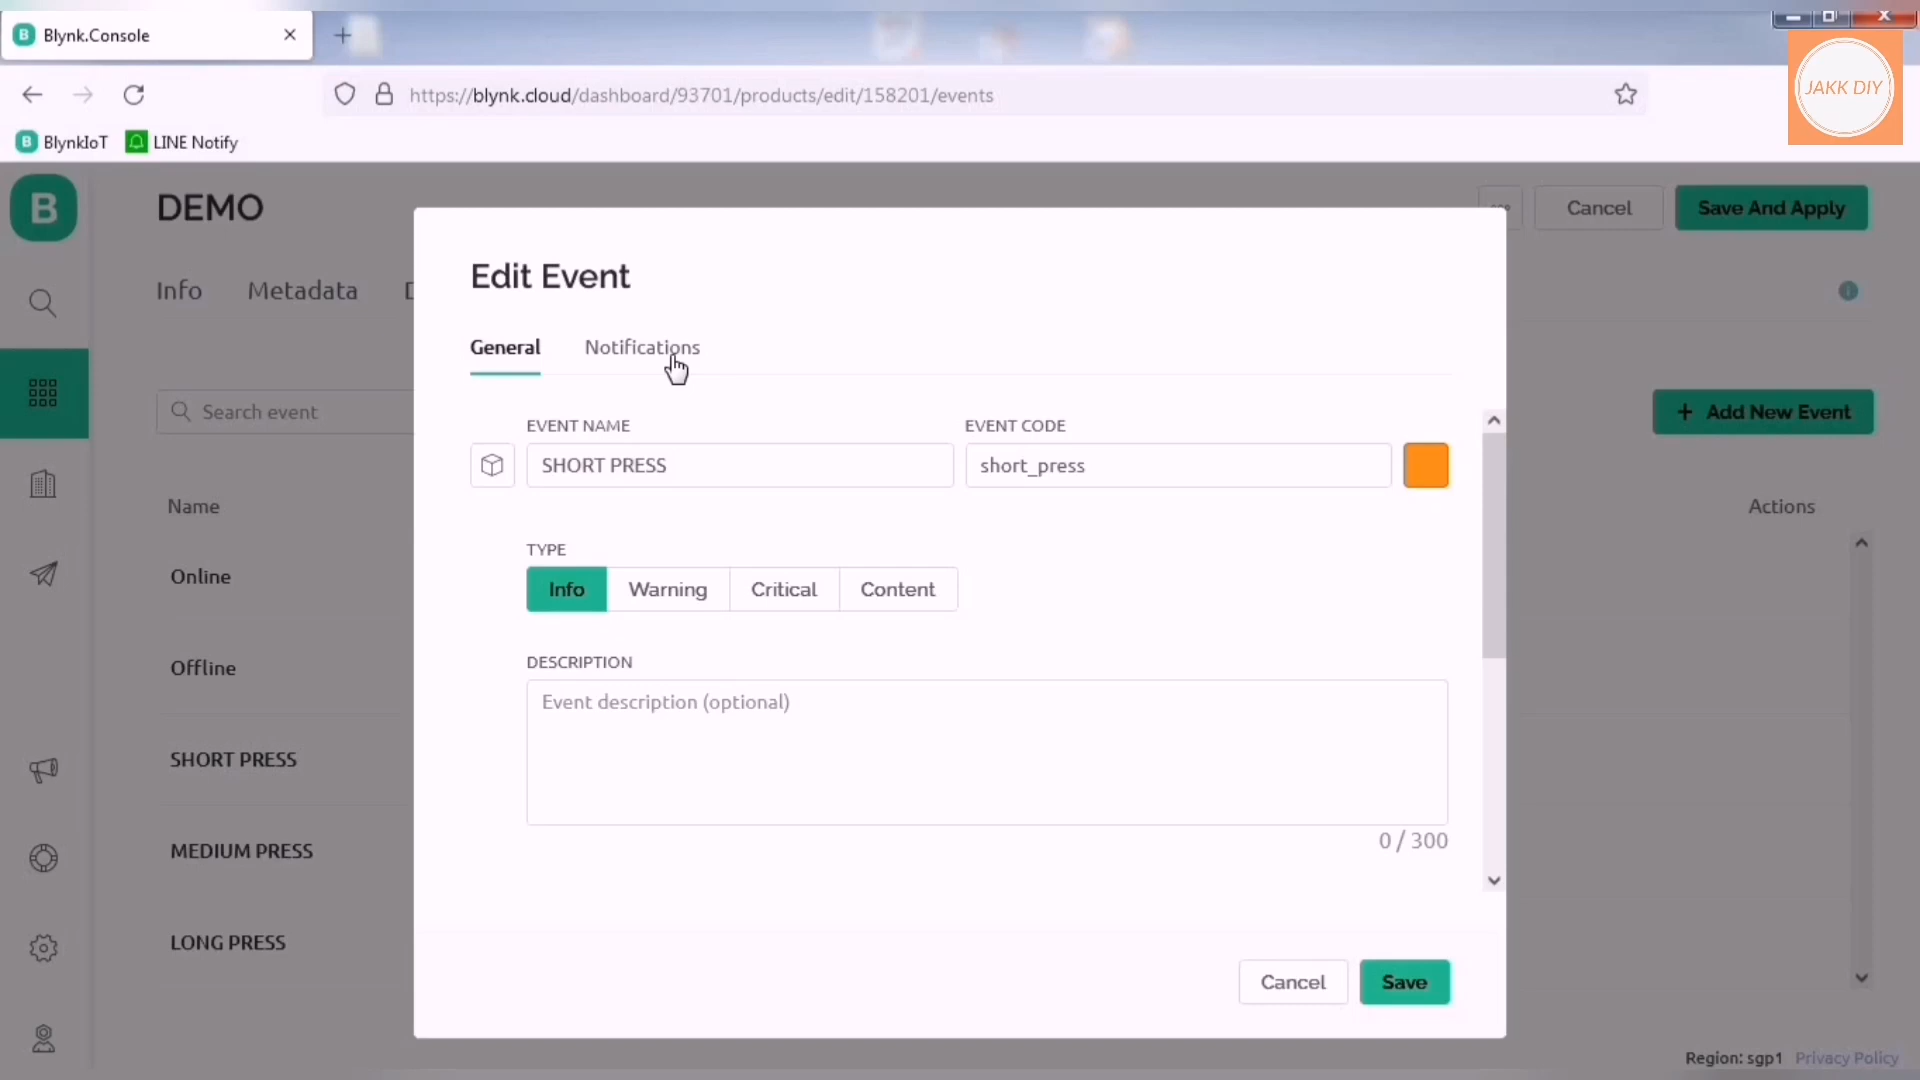 Blynk.Console
https://blynk.cloud/dashboard/93701/products/edit/158201/events
JAKK DIY
BlynkIoT LINE Notify
DEMO
Cancel
Save And Apply
Info Metadata
Edit Event
General Notifications
Search event
+ Add New Event
EVENT NAME EVENT CODE
SHORT PRESS short_press
Name
Actions
TYPE
Info Warning Critical Content
Online
Offline
DESCRIPTION
Event description (optional)
SHORT PRESS
0 / 300
MEDIUM PRESS
LONG PRESS
Cancel Save
Region: sgp1 Privacy Policy